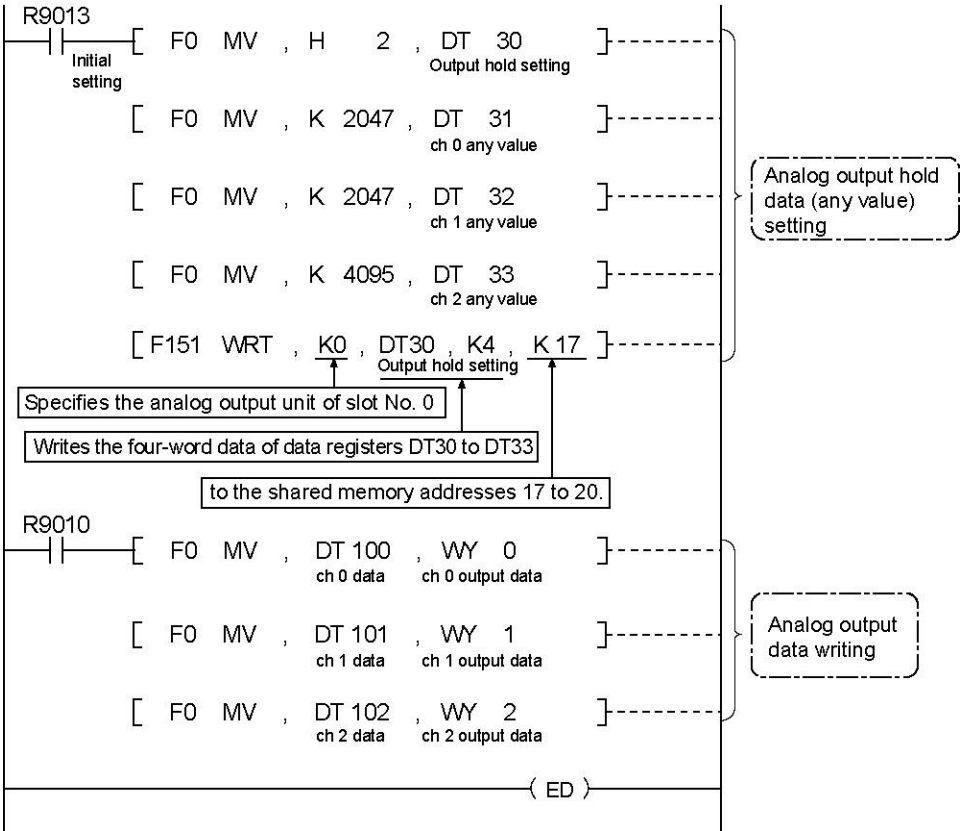 R9013
Initial
setting
[ F0 MV , H 2 , DT 30 ]
Output hold setting
[ F0 MV , K 2047 , DT 31 ]
ch 0 any value
[ F0 MV , K 2047 , DT 32 ]
ch 1 any value
[ F0 MV , K 4095 , DT 33 ]
ch 2 any value
[ F151 WRT , K0 , DT30 , K4 , K 17 ]
Output hold setting
Analog output hold
data (any value)
setting
Specifies the analog output unit of slot No. 0
Writes the four-word data of data registers DT30 to DT33
to the shared memory addresses 17 to 20.
R9010
[ F0 MV , DT 100 , WY 0 ]
ch 0 data , ch 0 output data
[ F0 MV , DT 101 , WY 1 ]
ch 1 data ch 1 output data
[ F0 MV , DT 102 , WY 2 ]
ch 2 data ch 2 output data
Analog output
data writing
( ED )